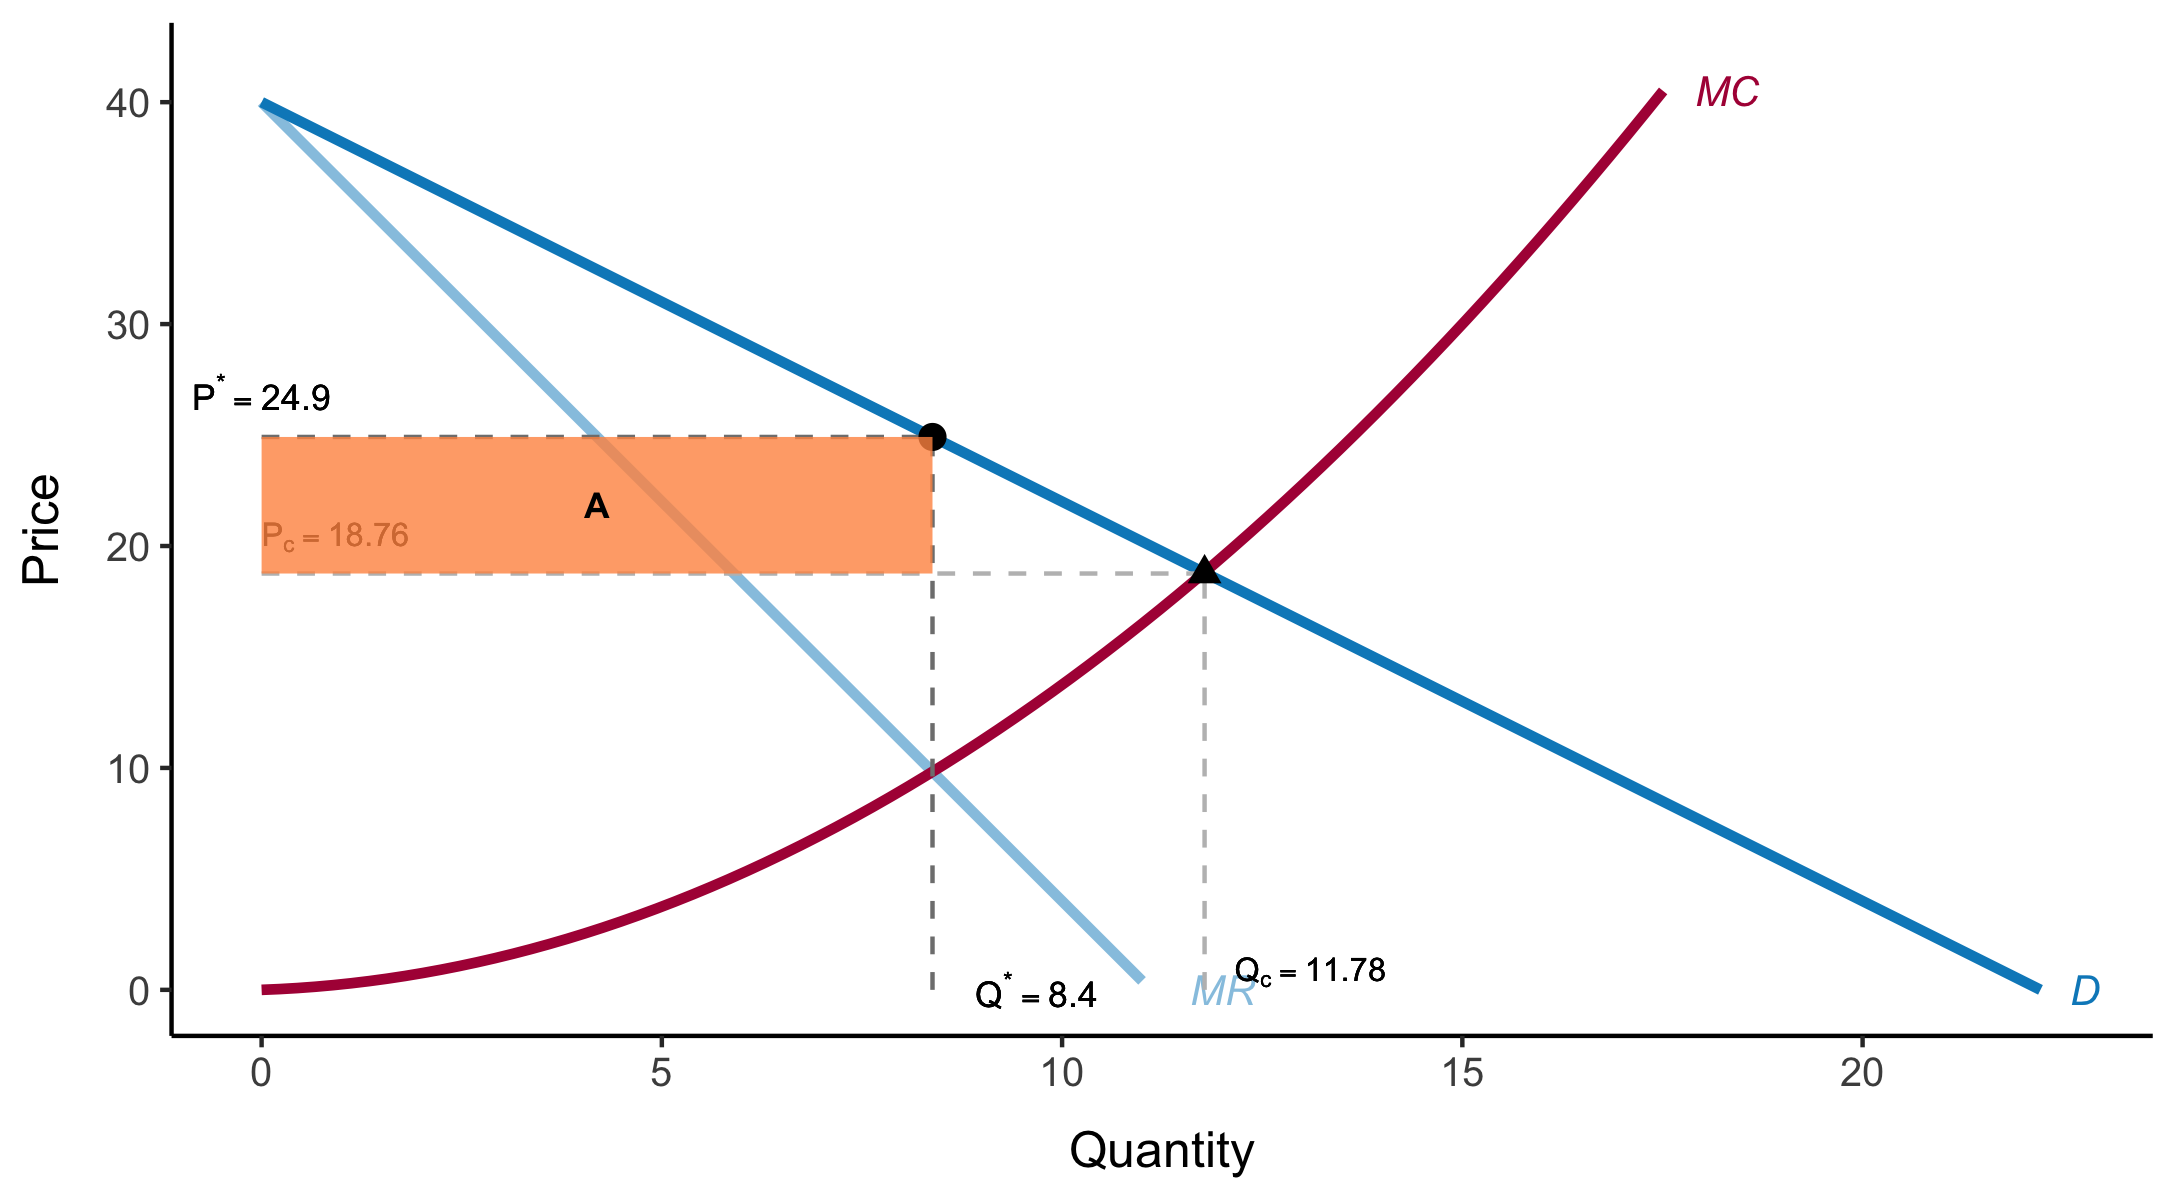 MC
40
30
P* = 24.9
A
Pc = 18.76
20
10
Qc = 11.78
0
Q* = 8.4
MR
D
0 5 10 15 20
Quantity
Price